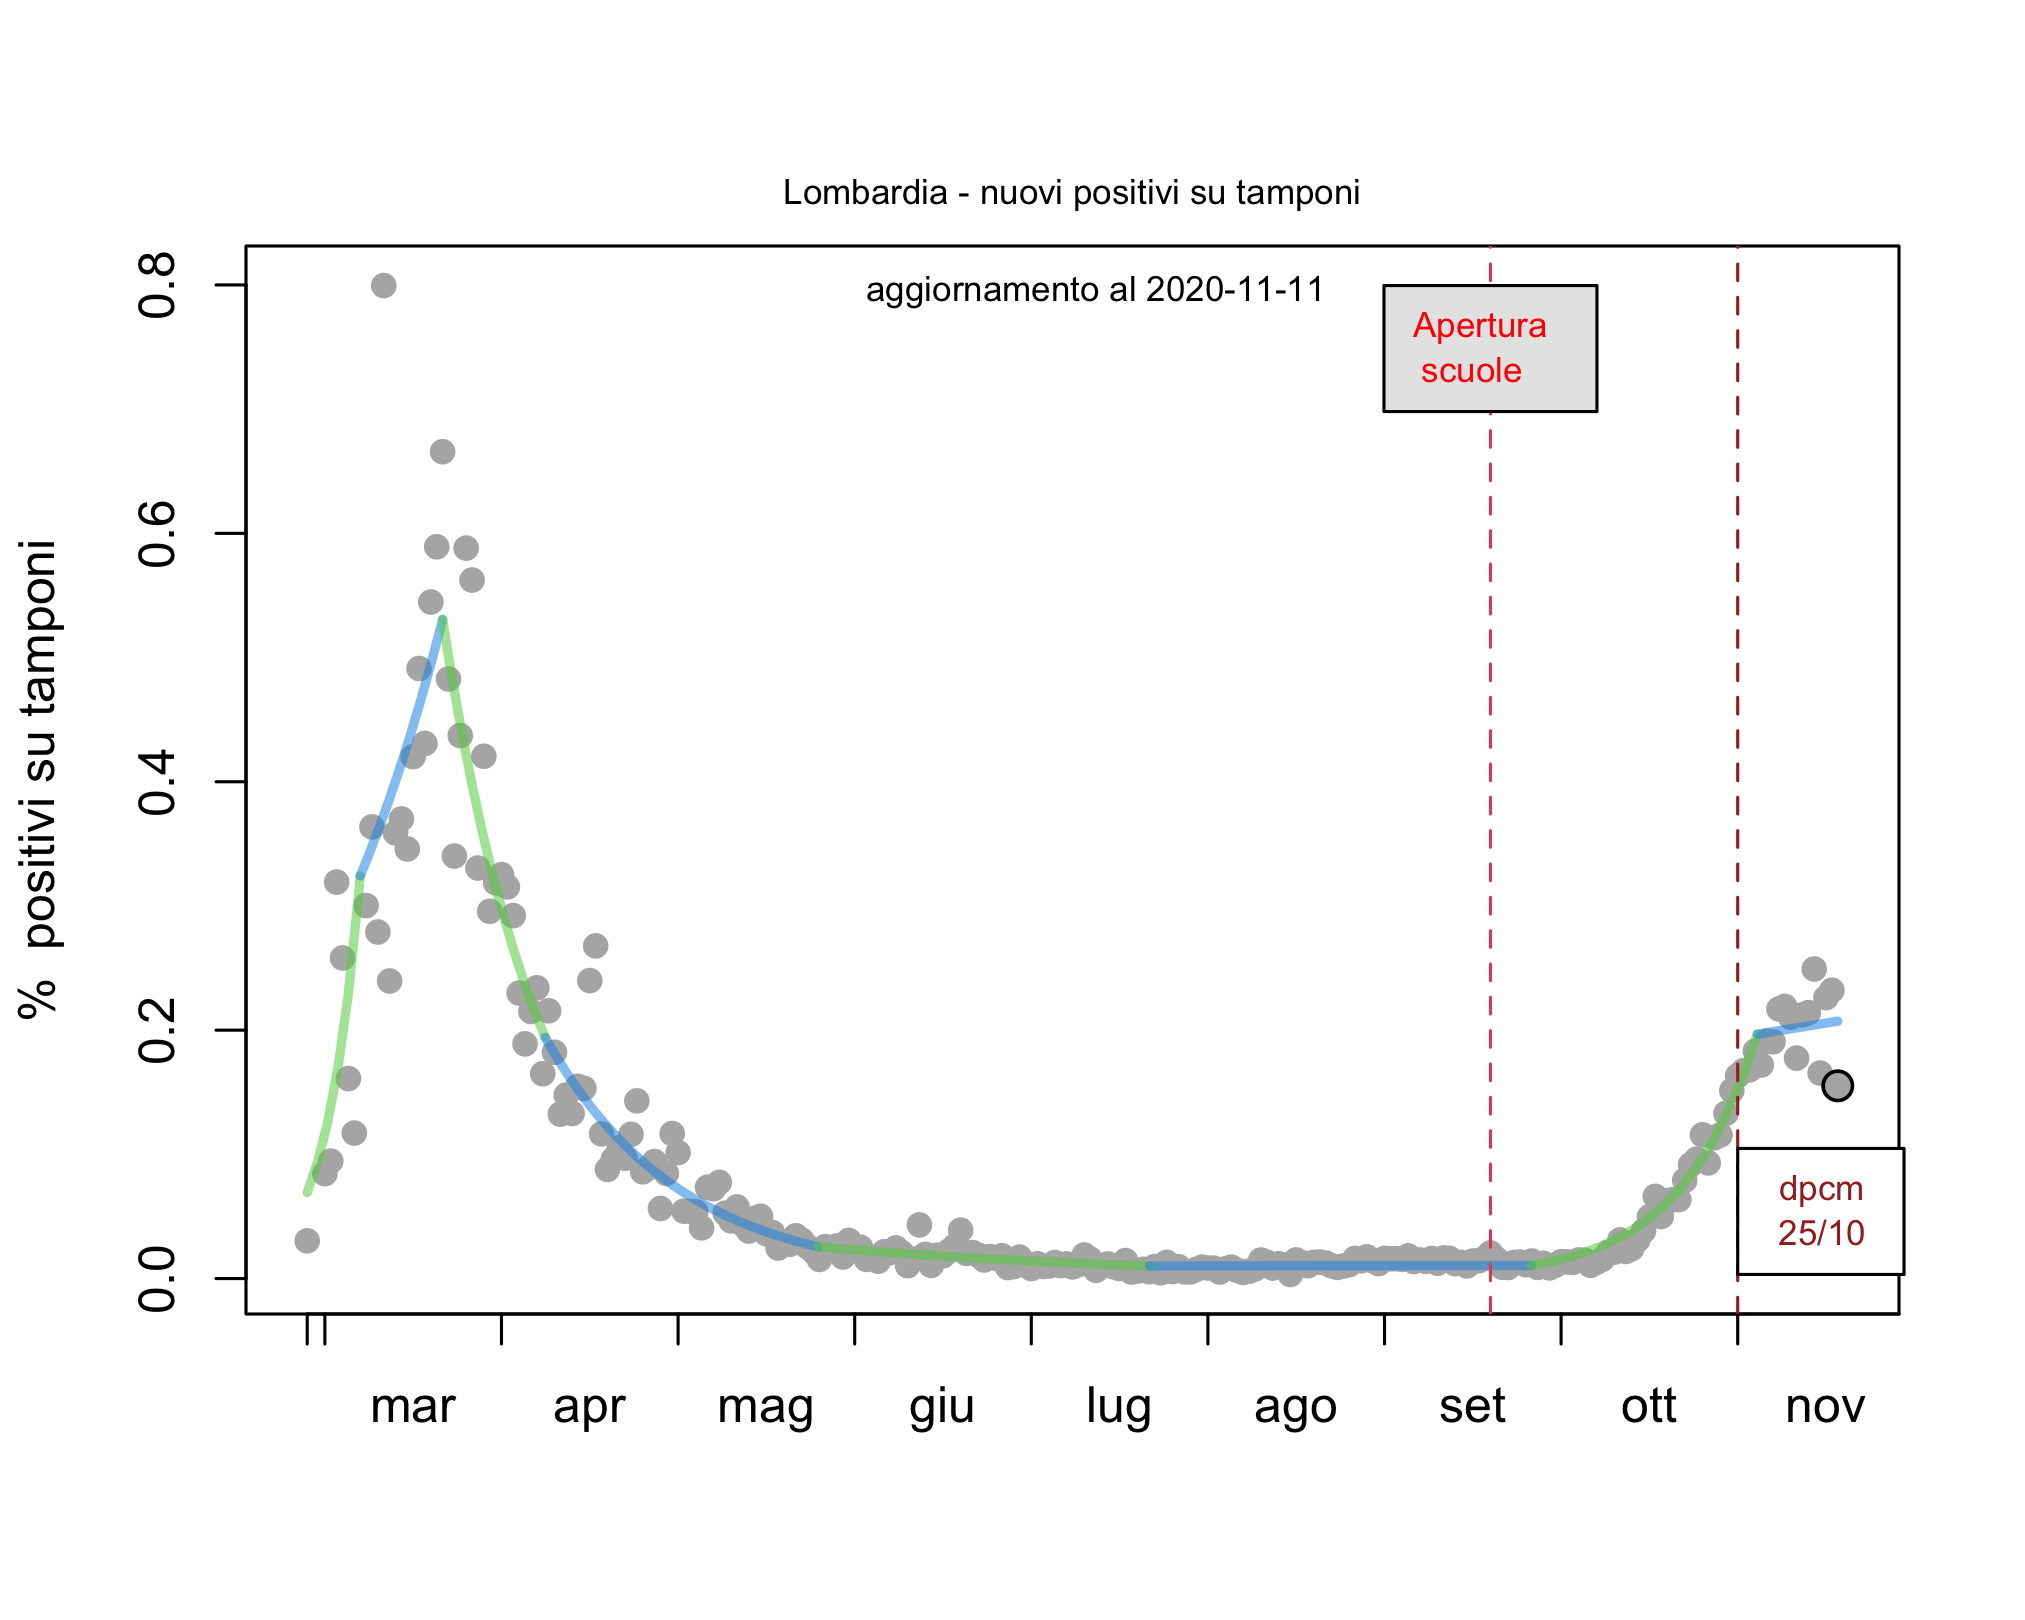 Lombardia - nuovi positivi su tamponi
aggiornamento al 2020-11-11
Apertura
scuole
dpcm
25/10
% positivi su tamponi
0.8
0.6
0.4
0.2
0.0
mar apr mag giu lug ago set ott nov